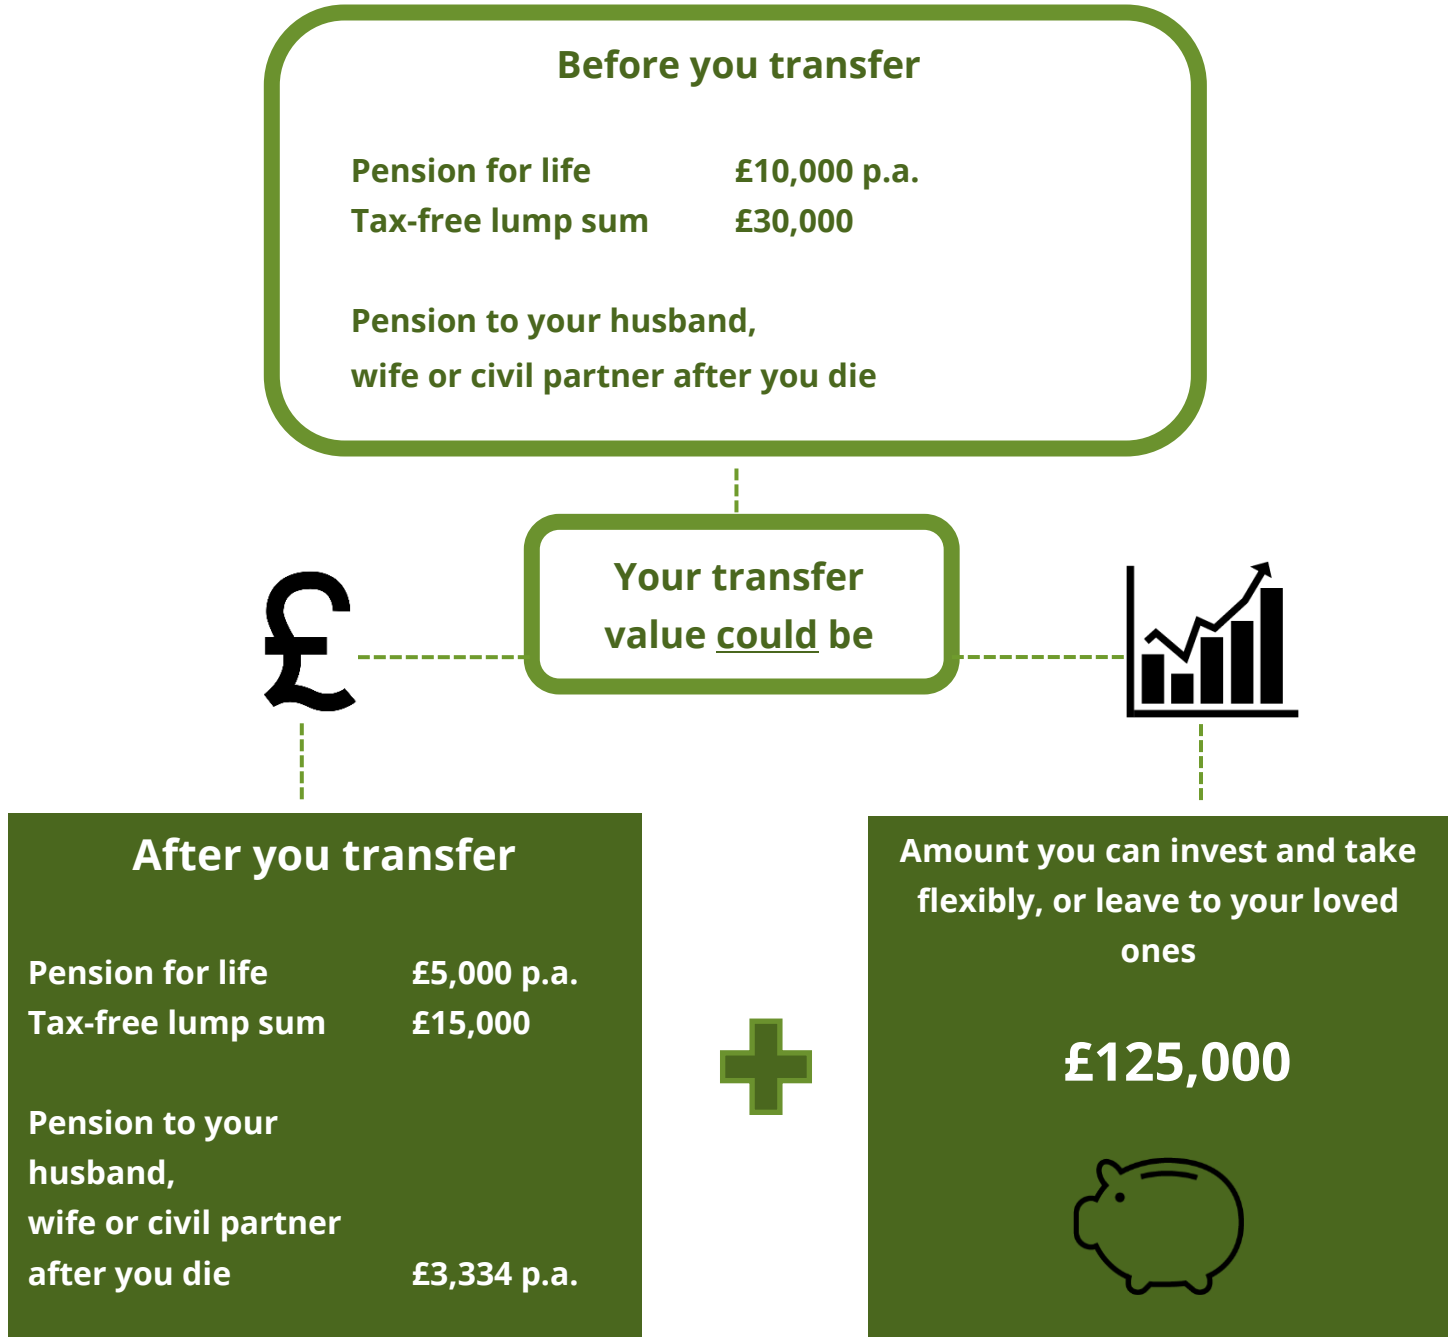 Before you transfer
Pension for life £10,000 p.a.
Tax-free lump sum £30,000
Pension to your husband,
wife or civil partner after you die
£
Your transfer
value could be
After you transfer
Pension for life £5,000 p.a.
Tax-free lump sum £15,000
Pension to your
husband,
wife or civil partner
after you die £3,334 p.a.
Amount you can invest and take
flexibly, or leave to your loved
ones
£125,000